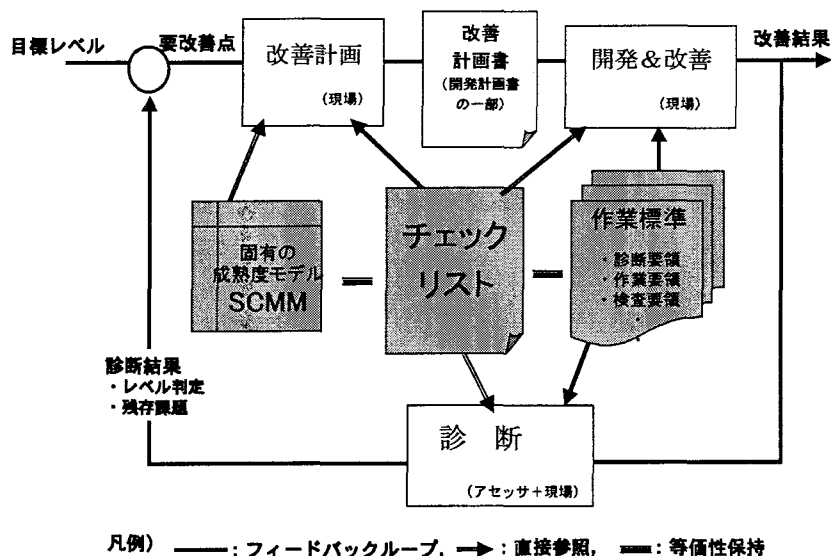 目標レベル
要改善点
改善計画
(現場)
改善
計画書
(開発計画書
の一部)
開発&改善
(現場)
改善結果
固有の
成熟度モデル
SCMM
チェック
リスト
作業標準
・診断要領
・作業要領
・検査要領
・
診断結果
・レベル判定
・残存課題
診 断
(アセッサ+現場)
凡例) :フィードバックループ, :直接参照, :等価性保持